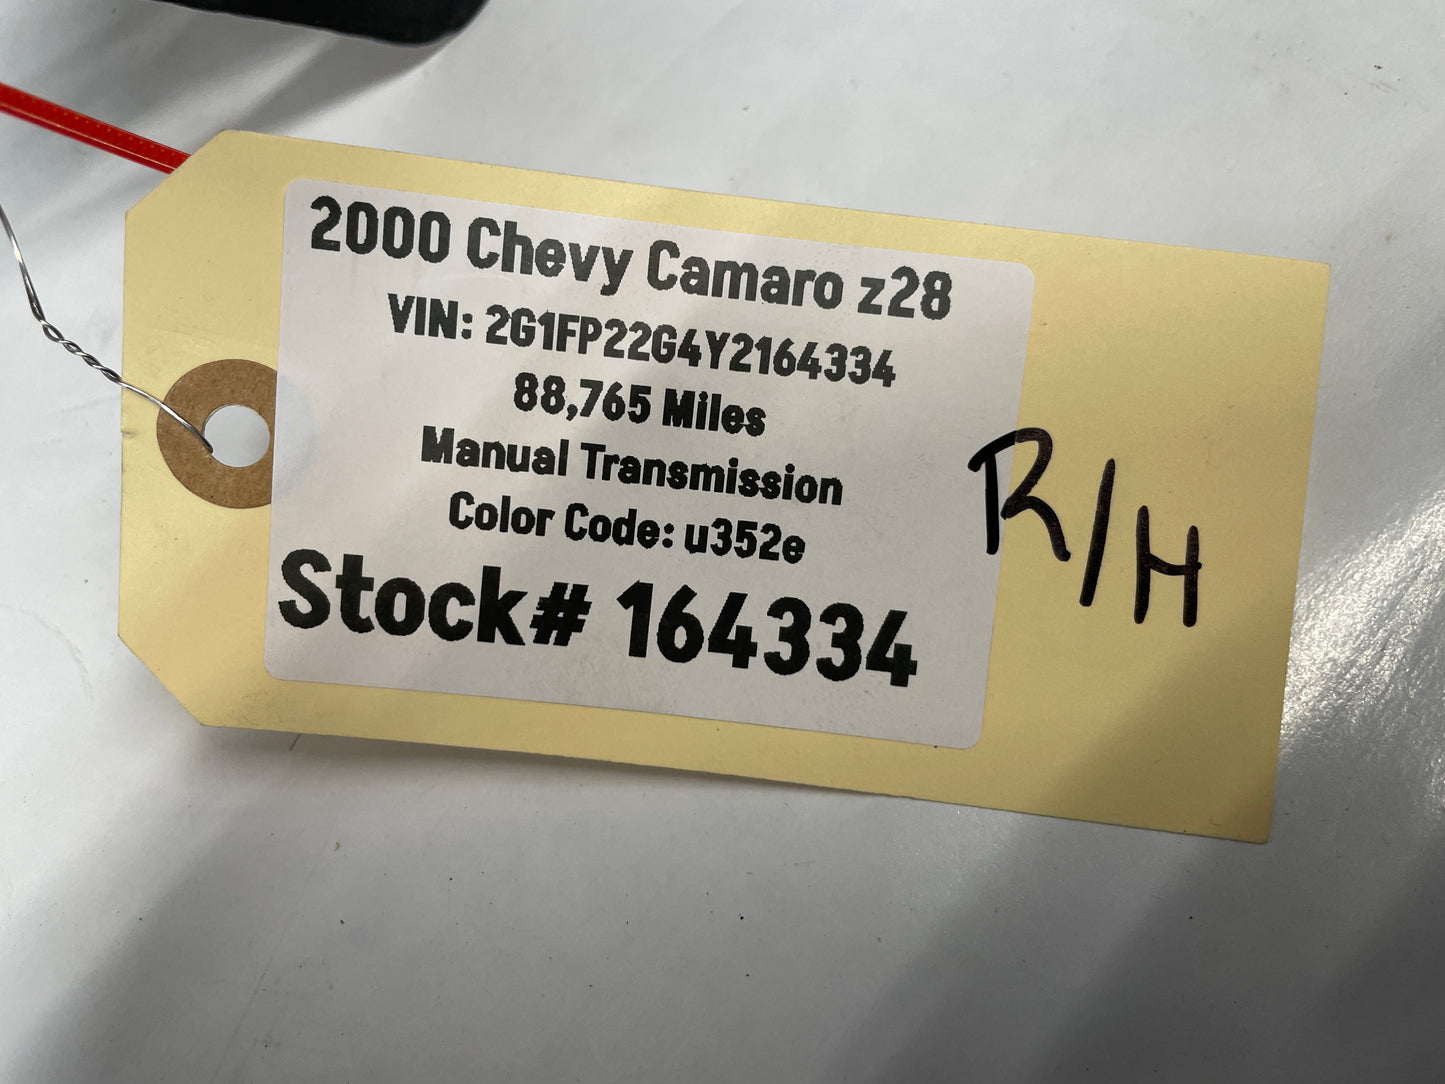 2000 Chevy Camaro z28
VIN: 2G1FP22G4Y2164334
88,765 Miles
Manual Transmission
Color Code: u352e
Stock# 164334
R/H